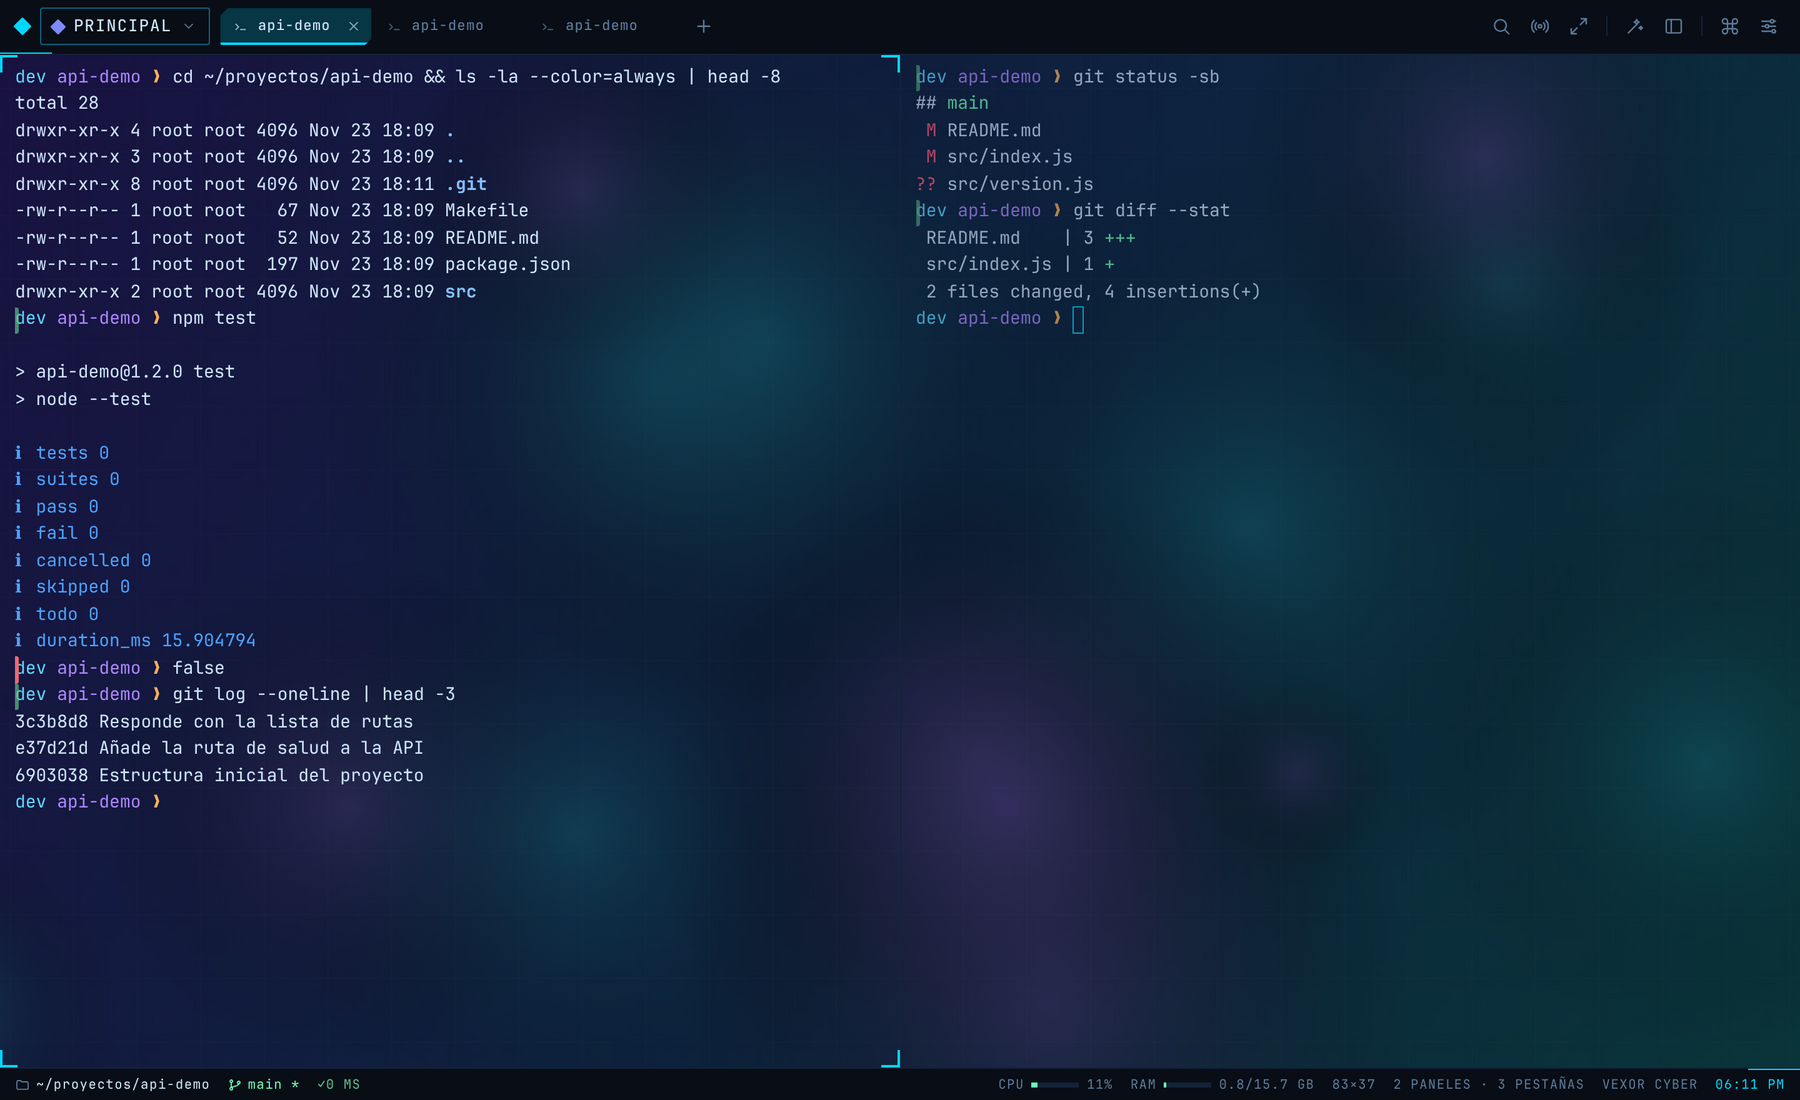 PRINCIPAL
>_ api-demo
>_ api-demo
>_ api-demo
dev api-demo ❱ cd ~/proyectos/api-demo && ls -la --color=always | head -8
total 28
drwxr-xr-x 4 root root 4096 Nov 23 18:09 .
drwxr-xr-x 3 root root 4096 Nov 23 18:09 ..
drwxr-xr-x 8 root root 4096 Nov 23 18:11 .git
-rw-r--r-- 1 root root   67 Nov 23 18:09 Makefile
-rw-r--r-- 1 root root   52 Nov 23 18:09 README.md
-rw-r--r-- 1 root root  197 Nov 23 18:09 package.json
drwxr-xr-x 2 root root 4096 Nov 23 18:09 src
dev api-demo ❱ npm test
> api-demo@1.2.0 test
> node --test
ℹ tests 0
ℹ suites 0
ℹ pass 0
ℹ fail 0
ℹ cancelled 0
ℹ skipped 0
ℹ todo 0
ℹ duration_ms 15.904794
dev api-demo ❱ false
dev api-demo ❱ git log --oneline | head -3
3c3b8d8 Responde con la lista de rutas
e37d21d Añade la ruta de salud a la API
6903038 Estructura inicial del proyecto
dev api-demo ❱
dev api-demo ❱ git status -sb
## main
 M README.md
 M src/index.js
?? src/version.js
dev api-demo ❱ git diff --stat
 README.md    | 3 +++
 src/index.js | 1 +
 2 files changed, 4 insertions(+)
dev api-demo ❱
~/proyectos/api-demo main * ✓0 MS
CPU 11% RAM 0.8/15.7 GB 83×37 2 PANELES · 3 PESTAÑAS VEXOR CYBER 06:11 PM